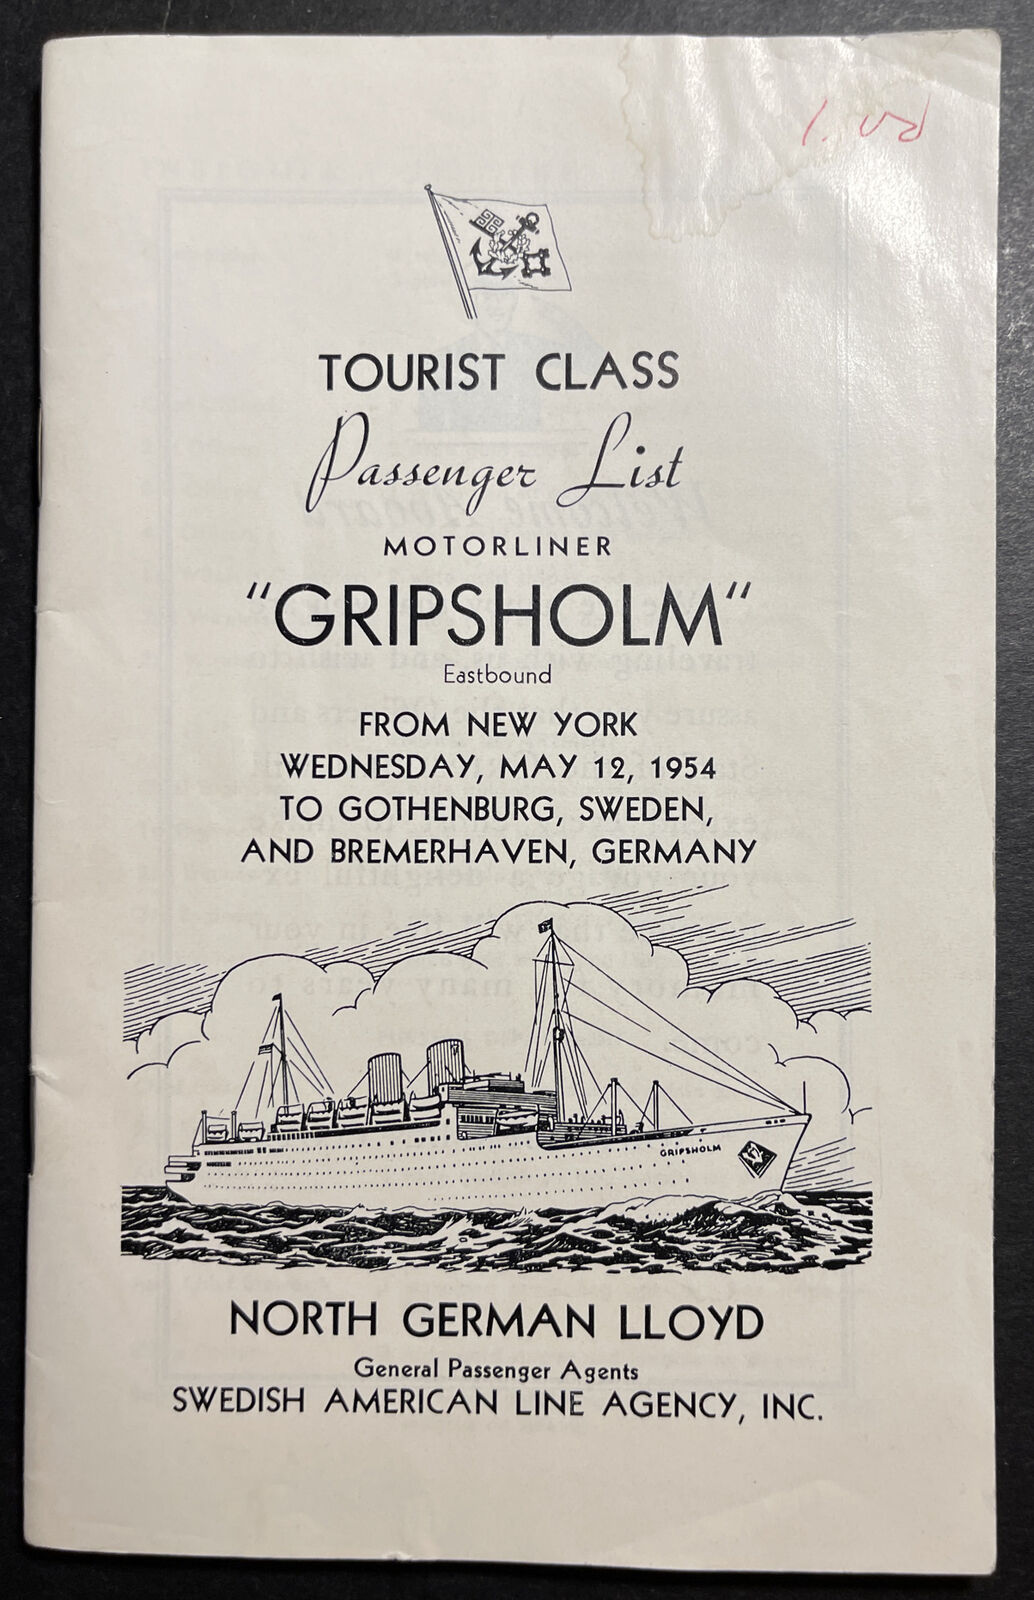 TOURIST CLASS
Passenger List
MOTORLINER
"GRIPSHOLM"
Eastbound
FROM NEW YORK
WEDNESDAY, MAY 12, 1954
TO GOTHENBURG, SWEDEN,
AND BREMERHAVEN, GERMANY
GRIPSHOLM
NORTH GERMAN LLOYD
General Passenger Agents
SWEDISH AMERICAN LINE AGENCY, INC.